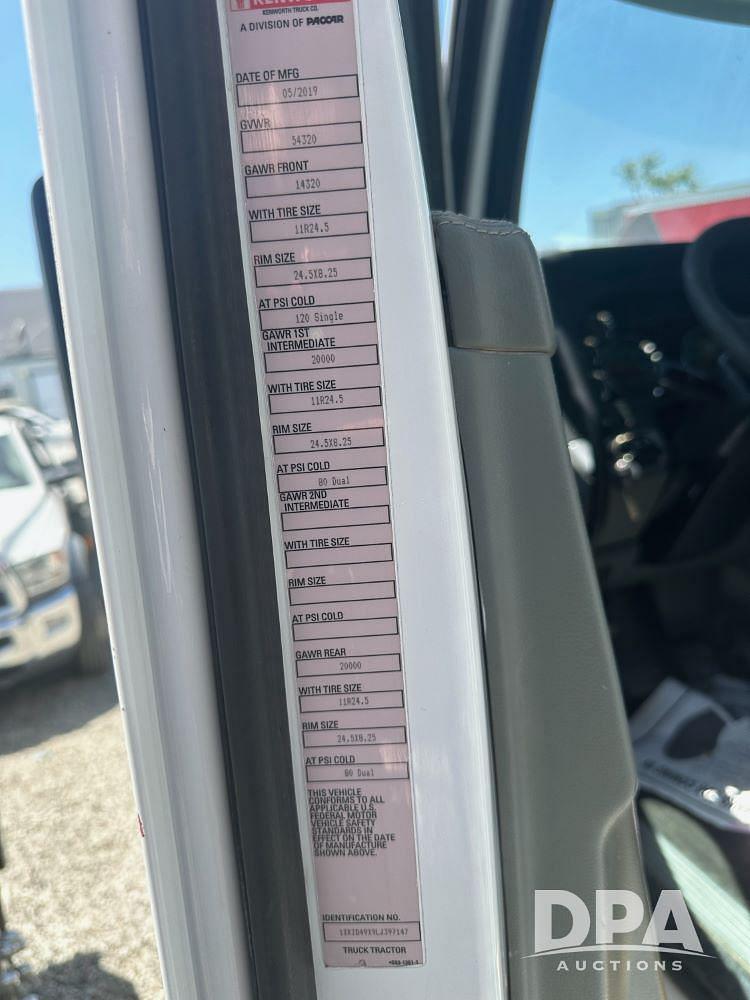 KENWORTH TRUCK CO.
A DIVISION OF PACCAR
DATE OF MFG
05/2019
GVWR
54320
GAWR FRONT
14320
WITH TIRE SIZE
11R24.5
RIM SIZE
24.5X8.25
AT PSI COLD
120 Single
GAWR 1ST
INTERMEDIATE
20000
WITH TIRE SIZE
11R24.5
RIM SIZE
24.5X8.25
AT PSI COLD
80 Dual
GAWR 2ND
INTERMEDIATE
WITH TIRE SIZE
RIM SIZE
AT PSI COLD
GAWR REAR
20000
WITH TIRE SIZE
11R24.5
RIM SIZE
24.5X8.25
AT PSI COLD
80 Dual
THIS VEHICLE
CONFORMS TO ALL
APPLICABLE U.S.
FEDERAL MOTOR
VEHICLE SAFETY
STANDARDS IN
EFFECT ON THE DATE
OF MANUFACTURE
SHOWN ABOVE.
IDENTIFICATION NO.
1XKZD49X9LJ397147
TRUCK TRACTOR
DPA
AUCTIONS